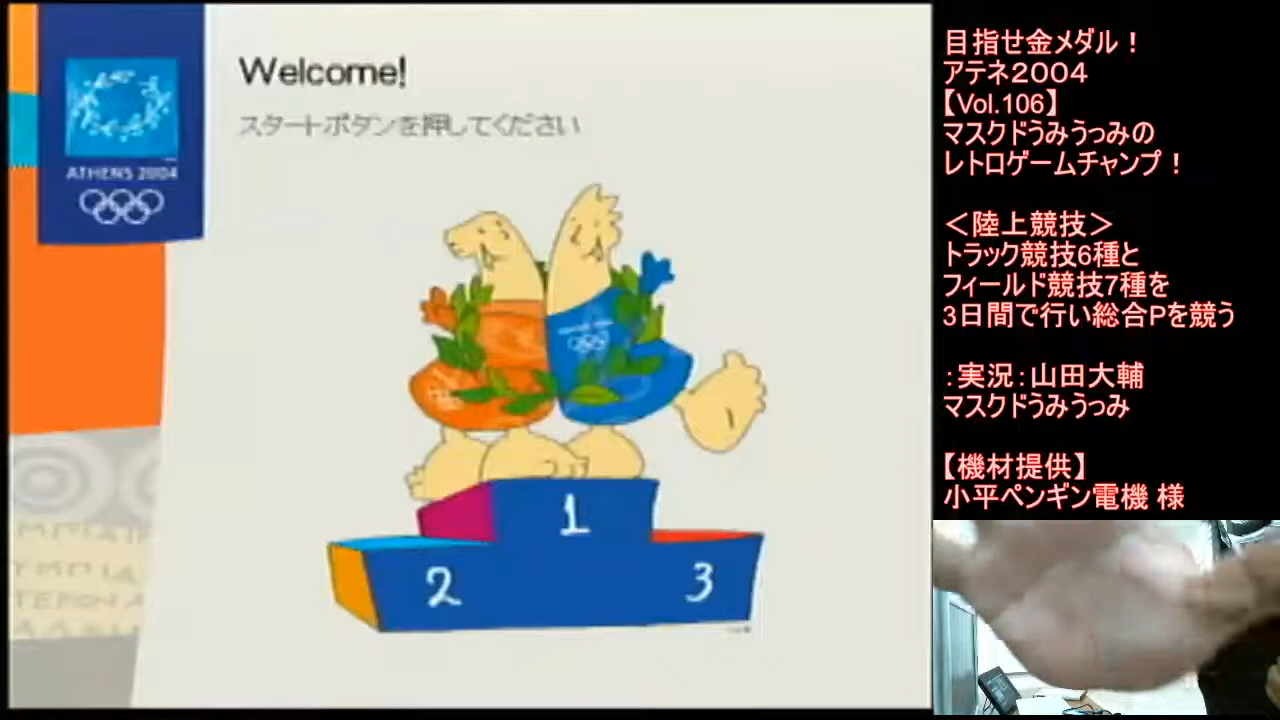 Welcome!
スタートボタンを押してください
ATHENS 2004
1
2
3
目指せ金メダル！
アテネ2004
【Vol.106】
マスクドうみうっみの
レトロゲームチャンプ！
＜陸上競技＞
トラック競技6種と
フィールド競技7種を
3日間で行い総合Pを競う
：実況：山田大輔
マスクドうみうっみ
【機材提供】
小平ペンギン電機 様